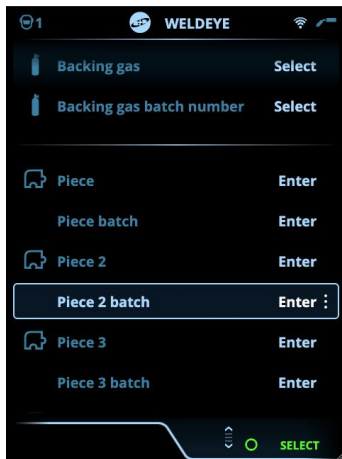 1 WELDEYE
Backing gas Select
Backing gas batch number Select
Piece Enter
Piece batch Enter
Piece 2 Enter
Piece 2 batch Enter
Piece 3 Enter
Piece 3 batch Enter
SELECT